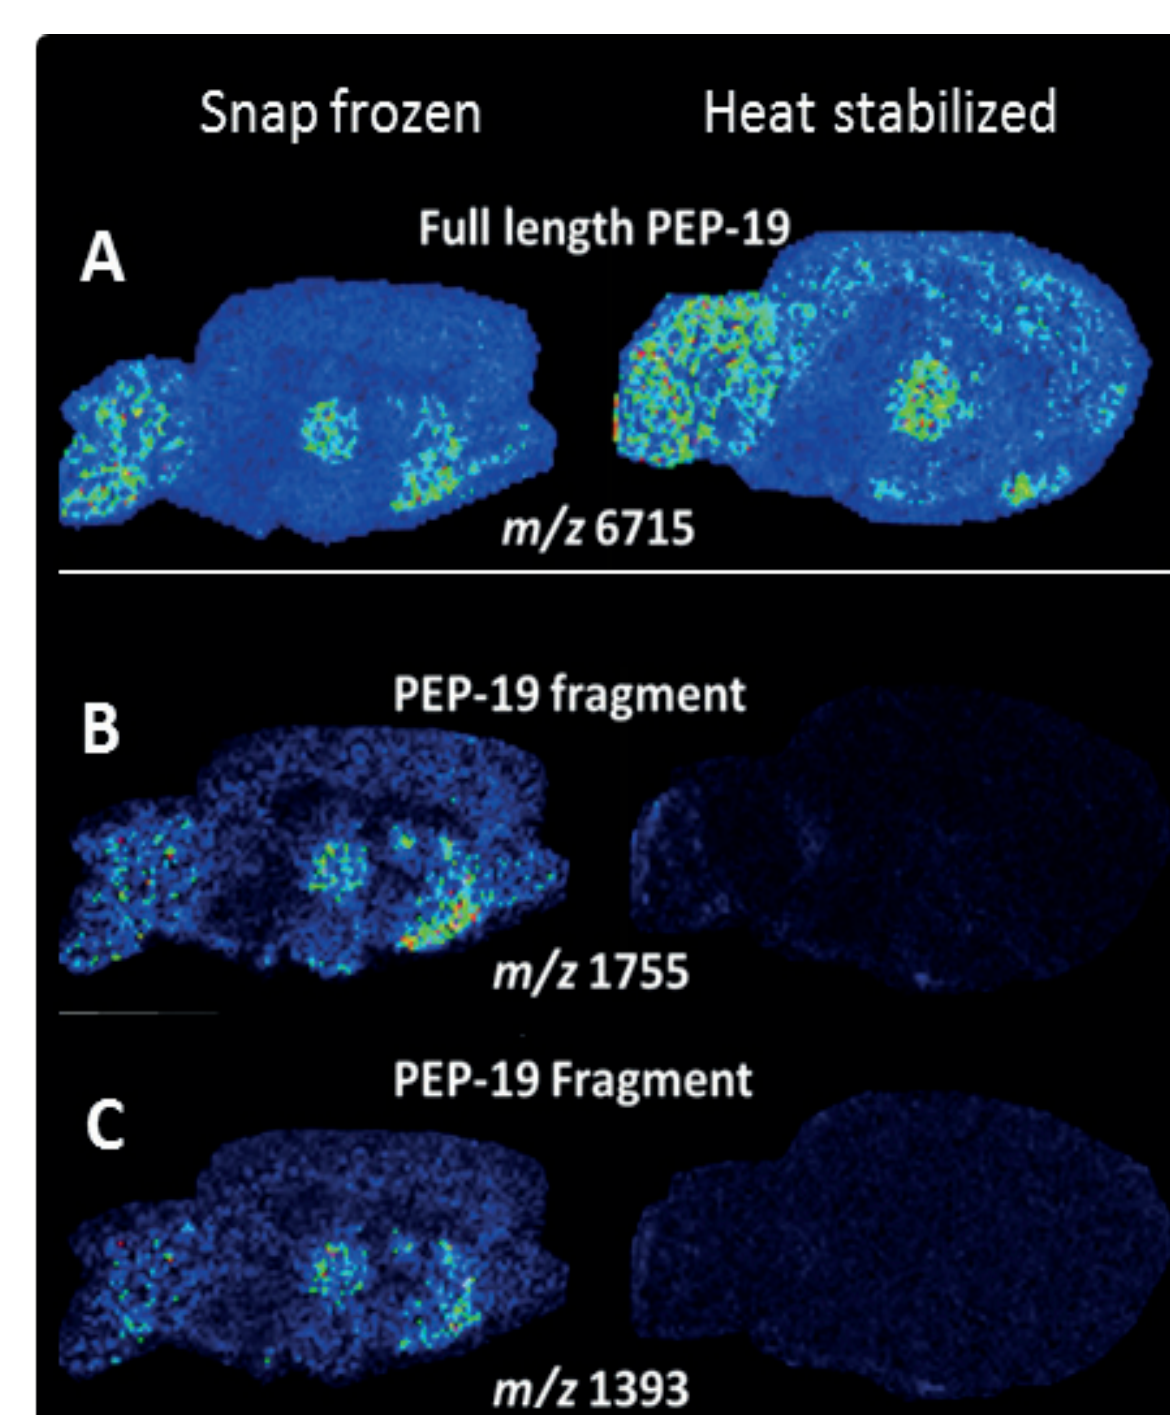 Snap frozen
Heat stabilized
A
Full length PEP-19
m/z 6715
B
PEP-19 fragment
m/z 1755
C
PEP-19 Fragment
m/z 1393